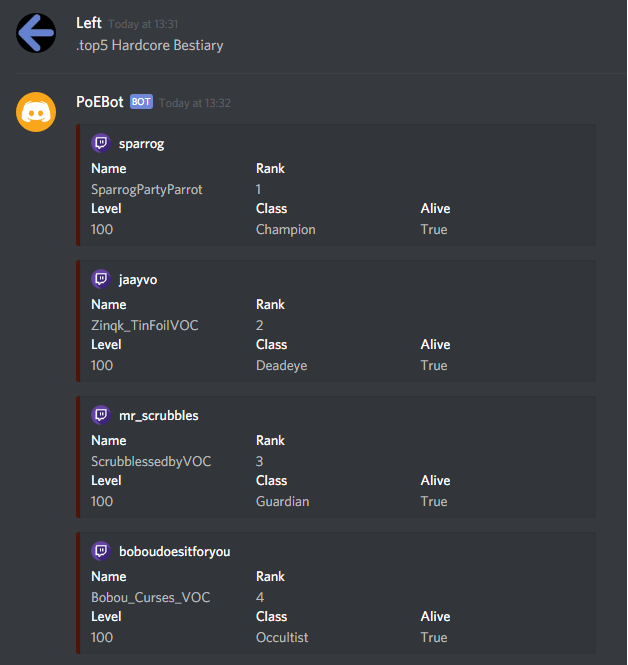 Left Today at 13:31
.top5 Hardcore Bestiary
PoEBot BOT Today at 13:32
sparrog
Name Rank
SparrogPartyParrot 1
Level Class Alive
100 Champion True
jaayvo
Name Rank
Zinqk_TinFoilVOC 2
Level Class Alive
100 Deadeye True
mr_scrubbles
Name Rank
ScrubblessedbyVOC 3
Level Class Alive
100 Guardian True
boboudoesitforyou
Name Rank
Bobou_Curses_VOC 4
Level Class Alive
100 Occultist True